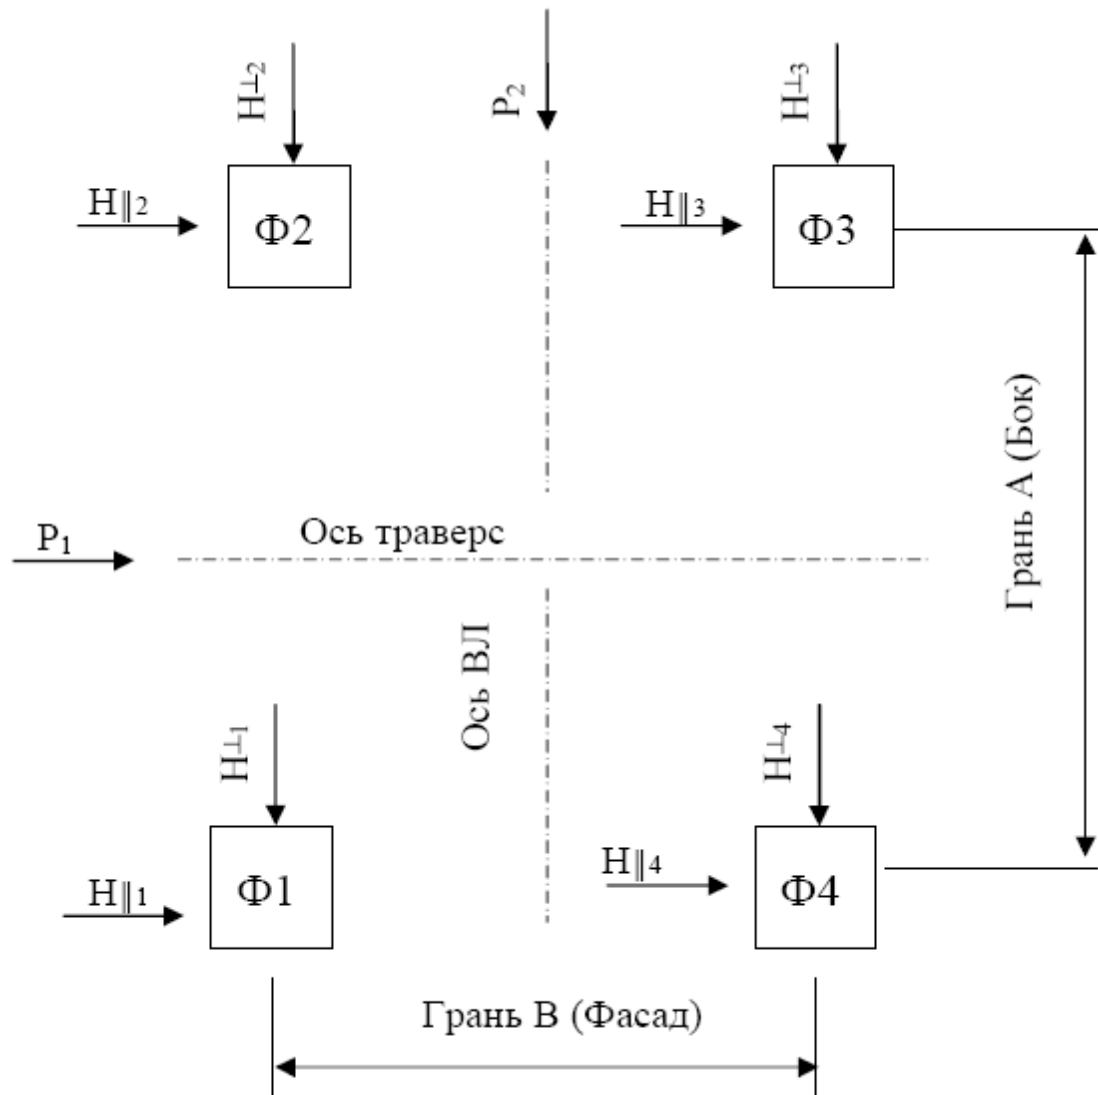 H⊥2
P2
H⊥3
H∥2
Ф2
H∥3
Ф3
Грань А (Бок)
P1
Ось траверс
Ось ВЛ
H⊥1
H⊥4
H∥1
Ф1
H∥4
Ф4
Грань В (Фасад)